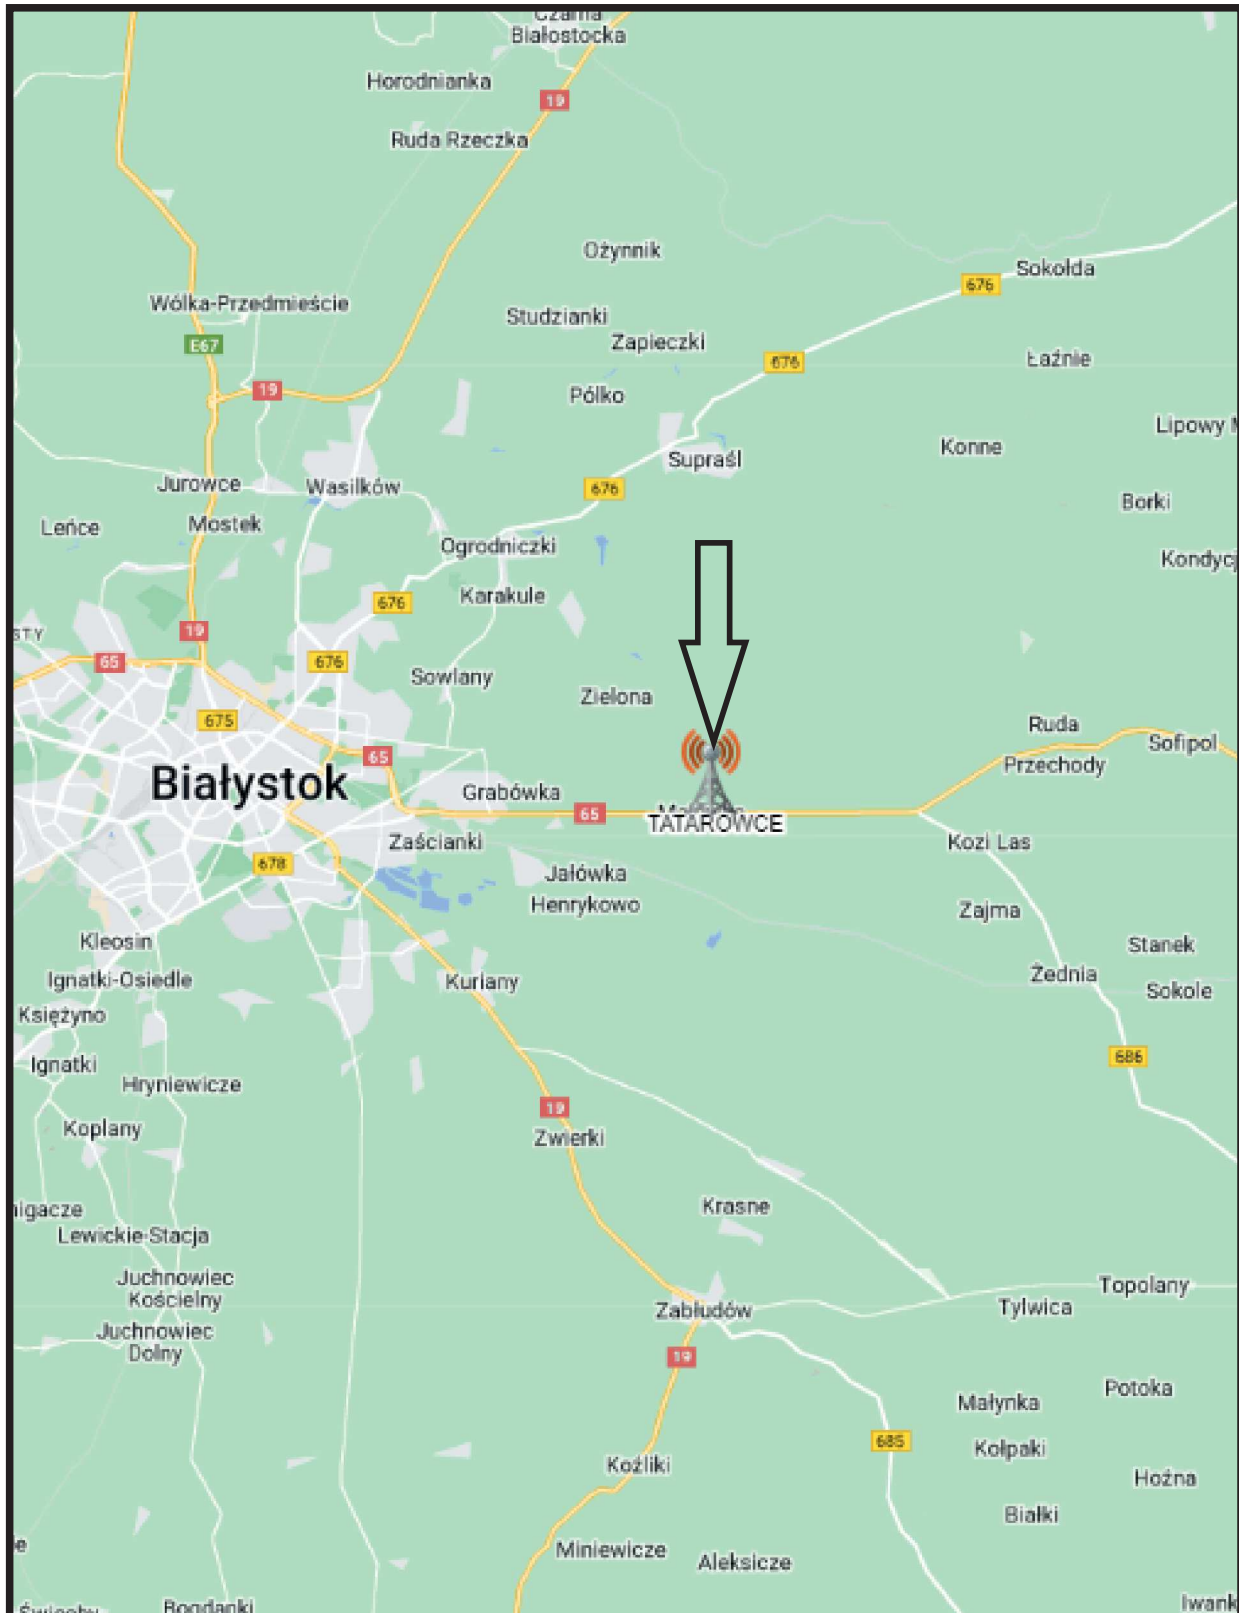 Białostocka
Horodnianka
19
Ruda Rzeczka
Ożynnik
Sokołda
676
Wólka-Przedmieście
Studzianki
Zapieczki
E67
676
Łaźnie
19
Pólko
Lipowy
Konne
Supraśl
Jurowce
Wasilków
676
Borki
Leńce
Mostek
Ogrodniczki
Kondycj
Karakule
676
19
65
676
Sowlany
Zielona
675
Ruda
Sofipol
65
Przechody
Białystok
Grabówka
65
TATAROWCE
Zaścianki
Kozi Las
678
Jałówka
Henrykowo
Zajma
Kleosin
Stanek
Ignatki-Osiedle
Kuriany
Żednia
Sokole
Księżyno
686
Ignatki
Hryniewicze
19
Koplany
Zwierki
Krasne
igacze
Lewickie-Stacja
Juchnowiec
Kościelny
Topolany
Zabłudów
Tylwica
Juchnowiec
Dolny
19
Potoka
Małynka
685
Kołpaki
Koźliki
Hoźna
Białki
Miniewicze
Aleksicze
Iwank
Bogdanki